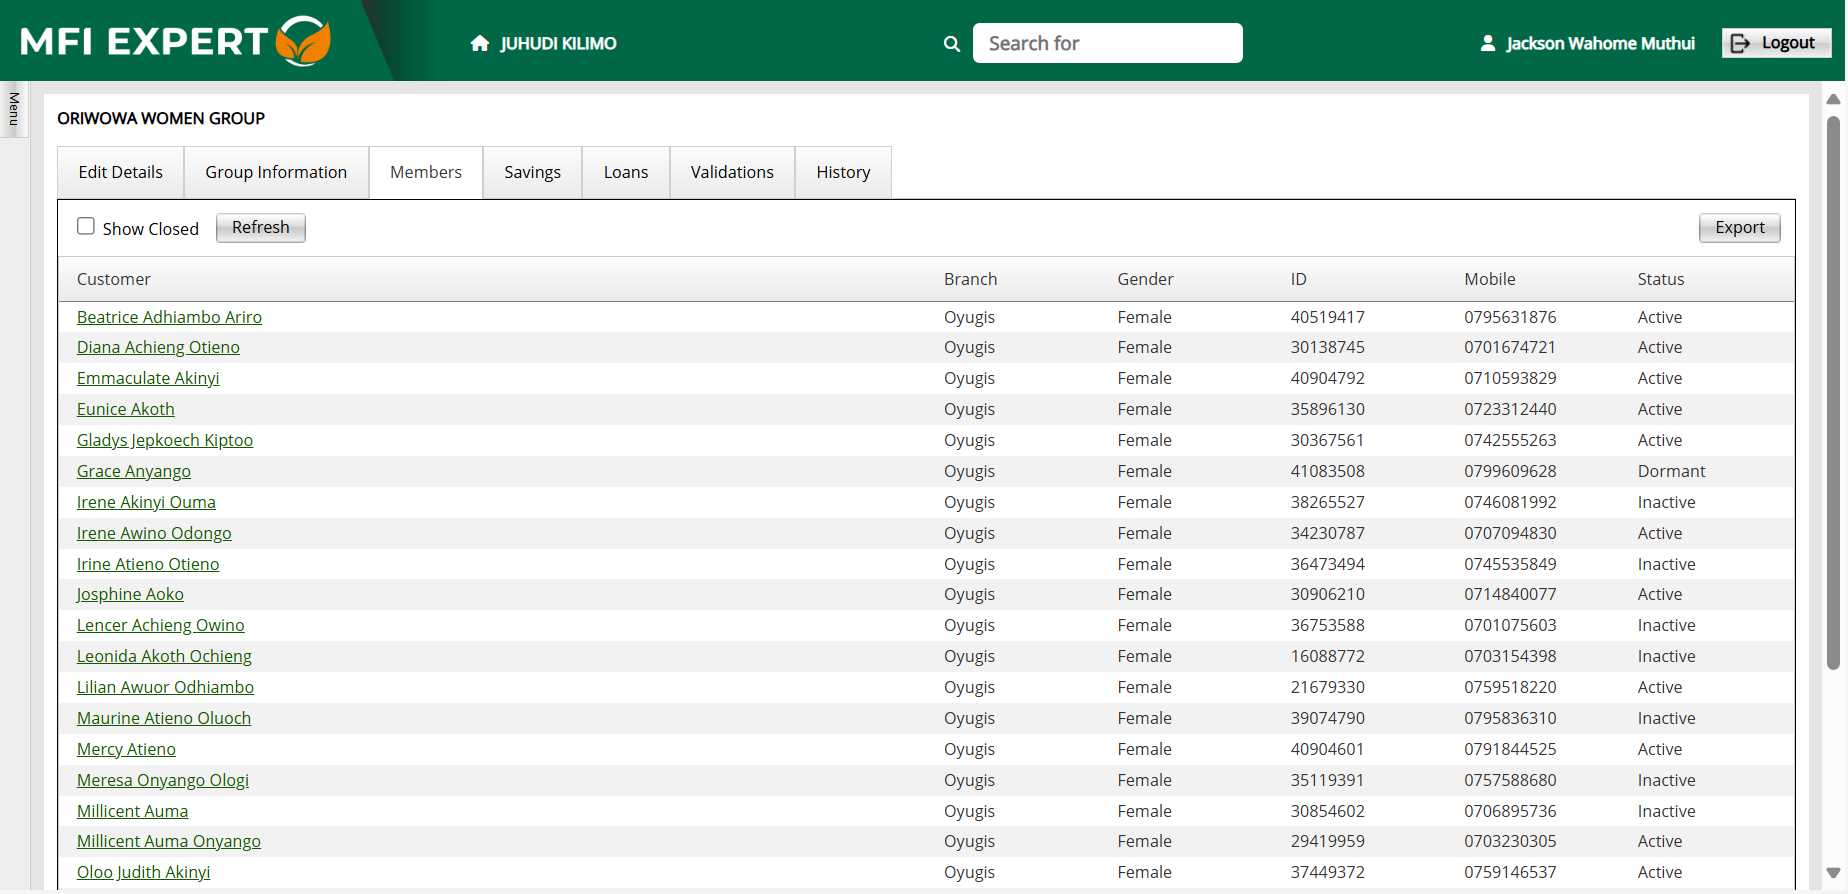 MFI EXPERT
JUHUDI KILIMO
Search for
Jackson Wahome Muthui
Logout
Menu
ORIWOWA WOMEN GROUP
Edit Details Group Information Members Savings Loans Validations History
Show Closed Refresh Export
Customer Branch Gender ID Mobile Status
Beatrice Adhiambo Ariro Oyugis Female 40519417 0795631876 Active
Diana Achieng Otieno Oyugis Female 30138745 0701674721 Active
Emmaculate Akinyi Oyugis Female 40904792 0710593829 Active
Eunice Akoth Oyugis Female 35896130 0723312440 Active
Gladys Jepkoech Kiptoo Oyugis Female 30367561 0742555263 Active
Grace Anyango Oyugis Female 41083508 0799609628 Dormant
Irene Akinyi Ouma Oyugis Female 38265527 0746081992 Inactive
Irene Awino Odongo Oyugis Female 34230787 0707094830 Active
Irine Atieno Otieno Oyugis Female 36473494 0745535849 Inactive
Josphine Aoko Oyugis Female 30906210 0714840077 Active
Lencer Achieng Owino Oyugis Female 36753588 0701075603 Inactive
Leonida Akoth Ochieng Oyugis Female 16088772 0703154398 Inactive
Lilian Awuor Odhiambo Oyugis Female 21679330 0759518220 Active
Maurine Atieno Oluoch Oyugis Female 39074790 0795836310 Inactive
Mercy Atieno Oyugis Female 40904601 0791844525 Active
Meresa Onyango Ologi Oyugis Female 35119391 0757588680 Inactive
Millicent Auma Oyugis Female 30854602 0706895736 Inactive
Millicent Auma Onyango Oyugis Female 29419959 0703230305 Active
Oloo Judith Akinyi Oyugis Female 37449372 0759146537 Active